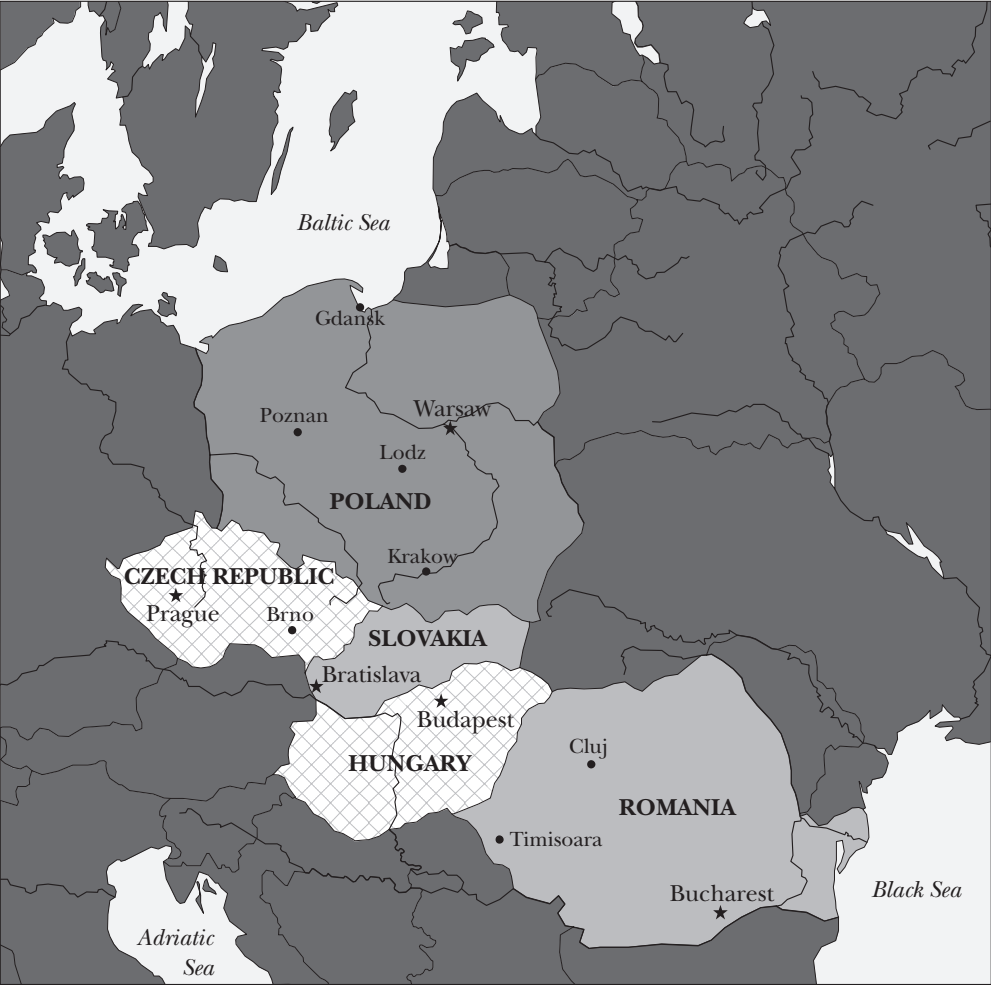 Baltic Sea
Gdansk
Poznan
Warsaw
Lodz
POLAND
Krakow
CZECH REPUBLIC
Prague
Brno
SLOVAKIA
Bratislava
Budapest
HUNGARY
Cluj
ROMANIA
Timisoara
Bucharest
Black Sea
Adriatic
Sea